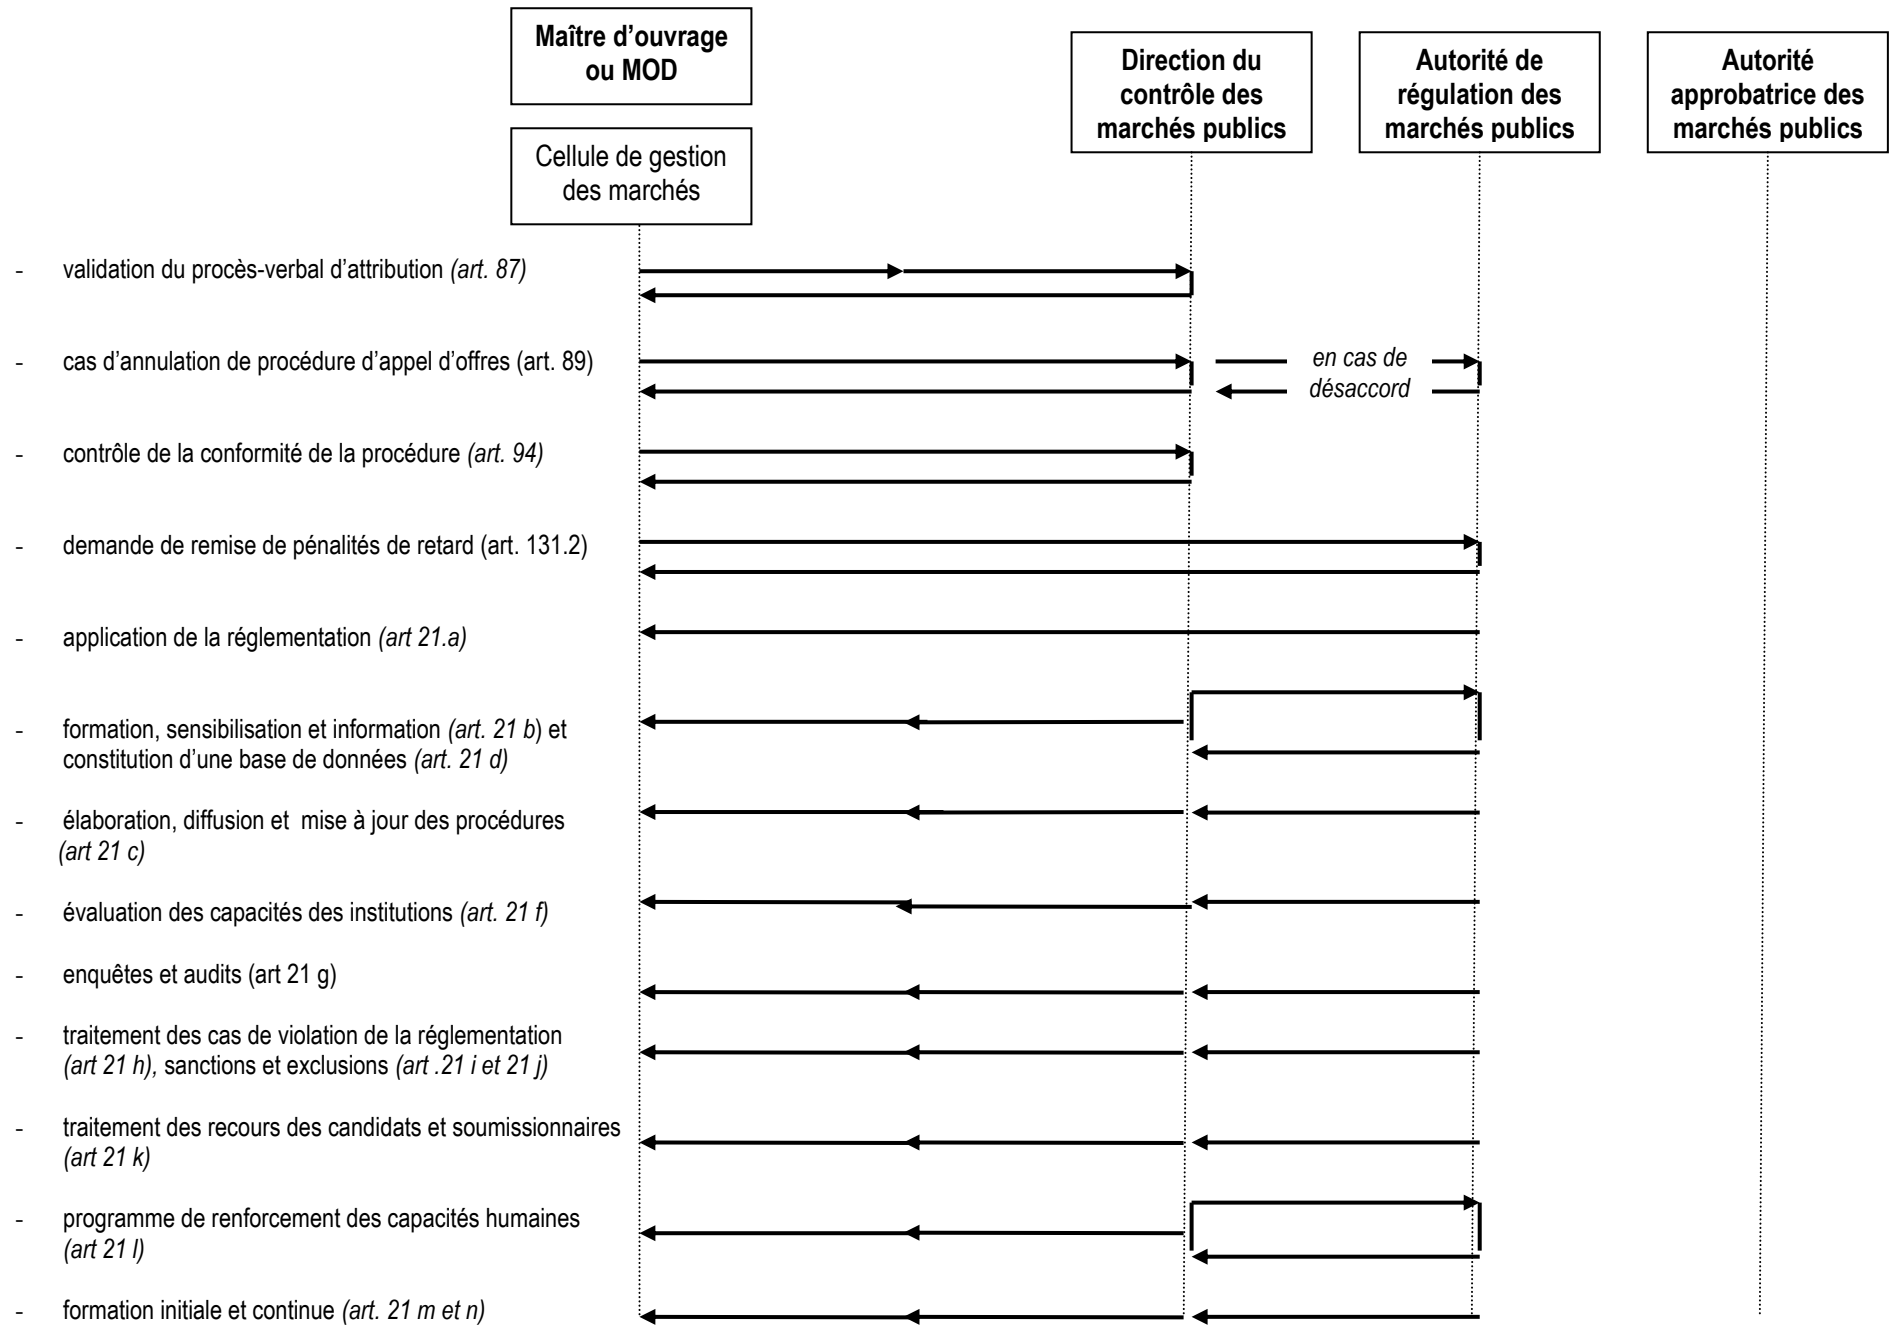 Maître d’ouvrage
ou MOD
Direction du
contrôle des
marchés publics
Autorité de
régulation des
marchés publics
Autorité
approbatrice des
marchés publics
Cellule de gestion
des marchés
- validation du procès-verbal d’attribution (art. 87)
- cas d’annulation de procédure d’appel d’offres (art. 89)
en cas de
désaccord
- contrôle de la conformité de la procédure (art. 94)
- demande de remise de pénalités de retard (art. 131.2)
- application de la réglementation (art 21.a)
- formation, sensibilisation et information (art. 21 b) et
constitution d’une base de données (art. 21 d)
- élaboration, diffusion et mise à jour des procédures
(art 21 c)
- évaluation des capacités des institutions (art. 21 f)
- enquêtes et audits (art 21 g)
- traitement des cas de violation de la réglementation
(art 21 h), sanctions et exclusions (art .21 i et 21 j)
- traitement des recours des candidats et soumissionnaires
(art 21 k)
- programme de renforcement des capacités humaines
(art 21 l)
- formation initiale et continue (art. 21 m et n)